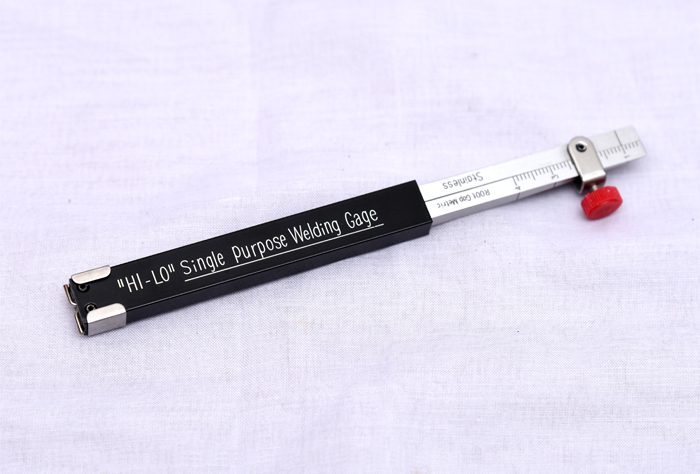 "HI-LO" Single Purpose Welding Gage
Stainless
ROOT Gap Metric